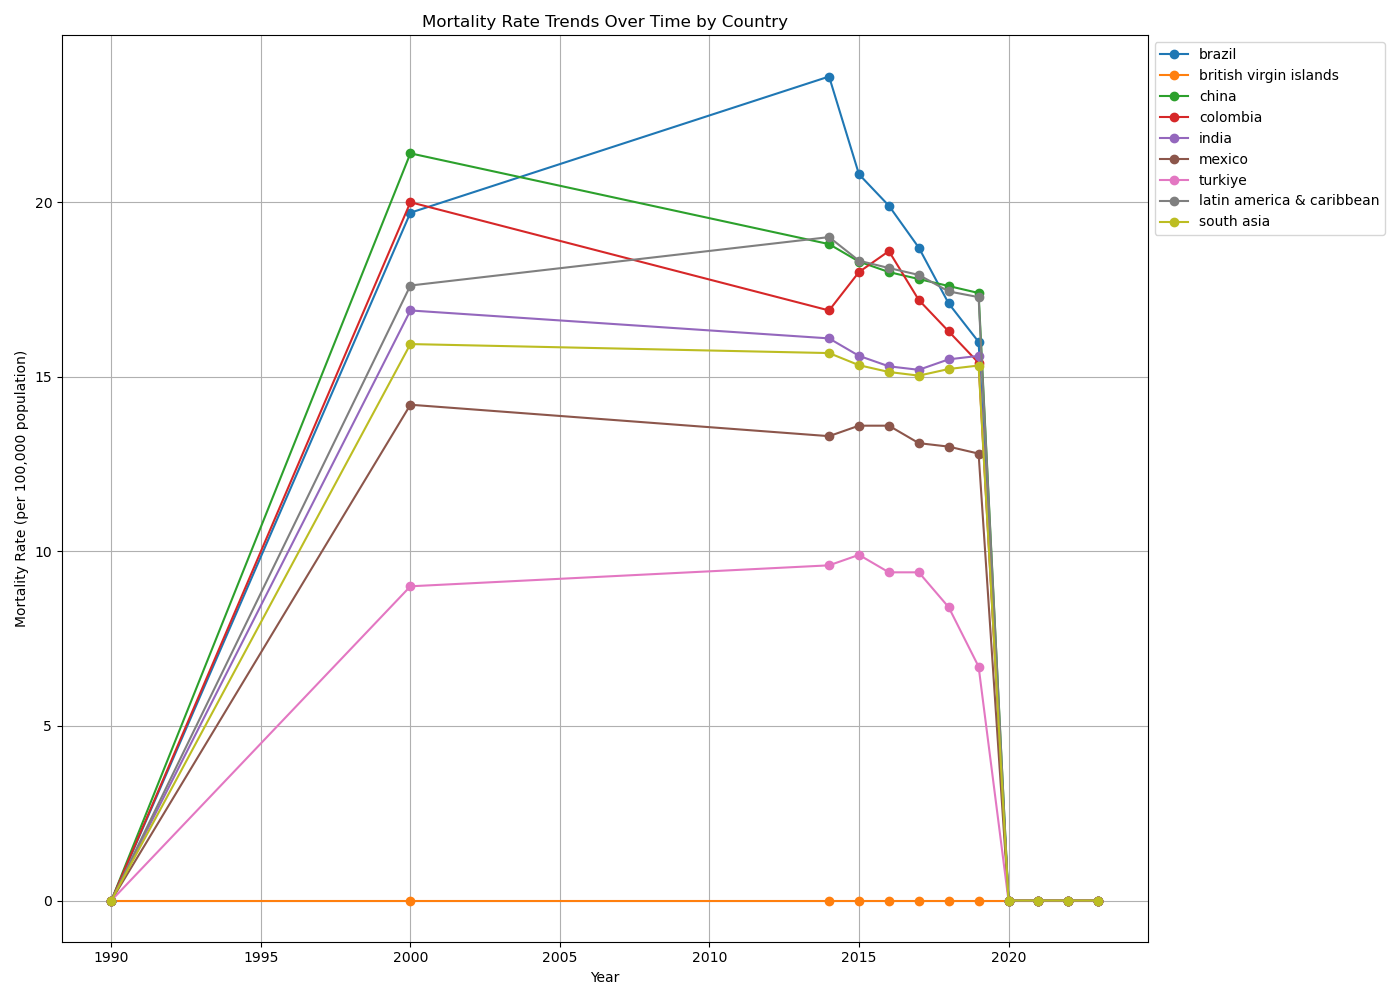 Mortality Rate Trends Over Time by Country
brazil
british virgin islands
china
colombia
india
mexico
turkiye
latin america & caribbean
south asia
Mortality Rate (per 100,000 population)
20
15
10
5
0
1990 1995 2000 2005 2010 2015 2020
Year